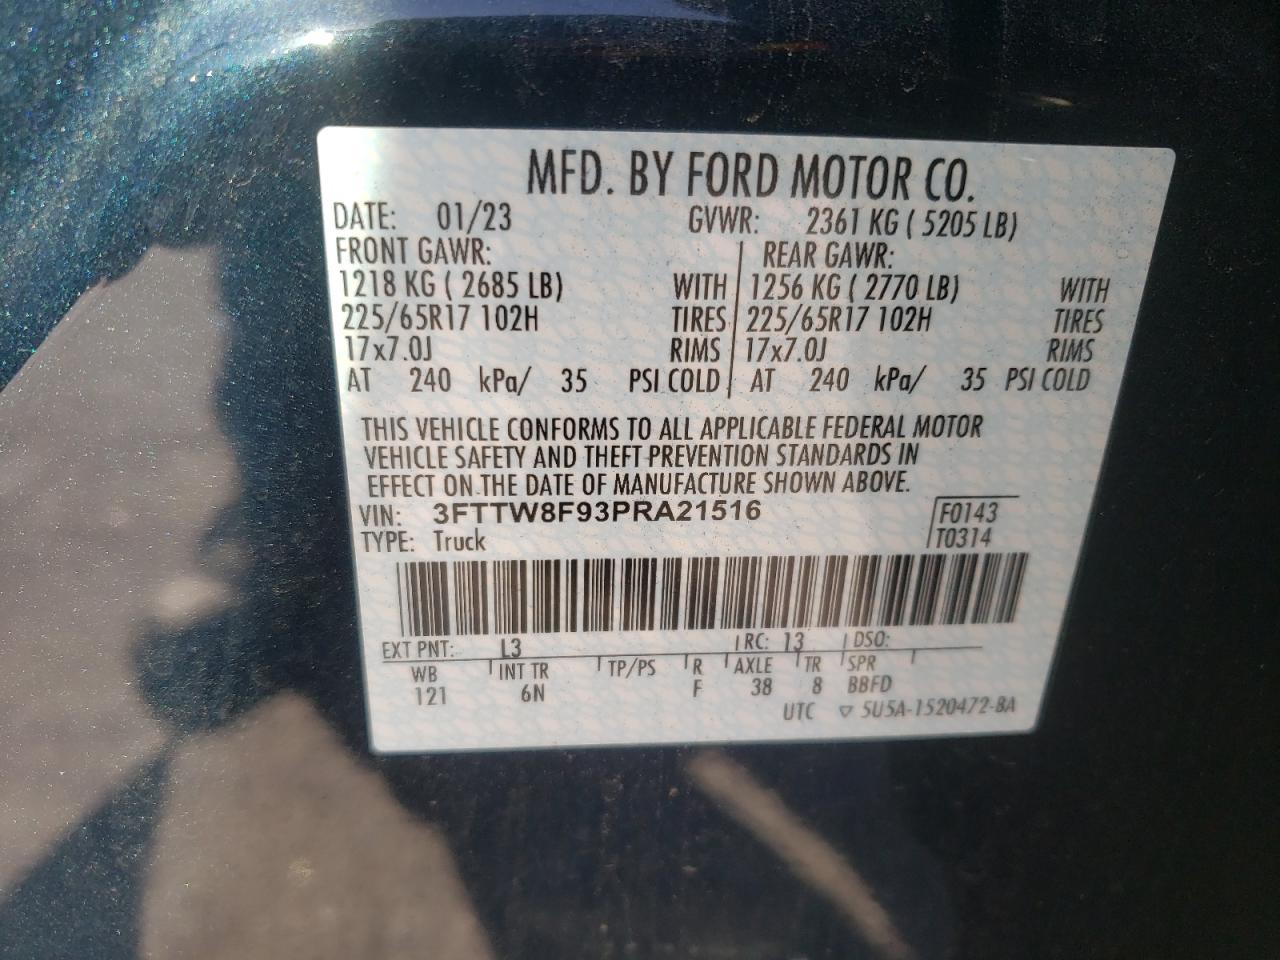 MFD. BY FORD MOTOR CO.
DATE: 01/23 GVWR: 2361 KG ( 5205 LB)
FRONT GAWR: REAR GAWR:
1218 KG ( 2685 LB) WITH 1256 KG ( 2770 LB) WITH
225/65R17 102H TIRES 225/65R17 102H TIRES
17x7.0J RIMS 17x7.0J RIMS
AT 240 kPa/ 35 PSI COLD AT 240 kPa/ 35 PSI COLD
THIS VEHICLE CONFORMS TO ALL APPLICABLE FEDERAL MOTOR
VEHICLE SAFETY AND THEFT PREVENTION STANDARDS IN
EFFECT ON THE DATE OF MANUFACTURE SHOWN ABOVE.
VIN: 3FTTW8F93PRA21516 F0143
TYPE: Truck T0314
EXT PNT: L3 RC: 13 DSO:
WB INT TR TP/PS R AXLE TR SPR
121 6N F 38 8 BBFD
UTC ▽ 5U5A-1520472-BA